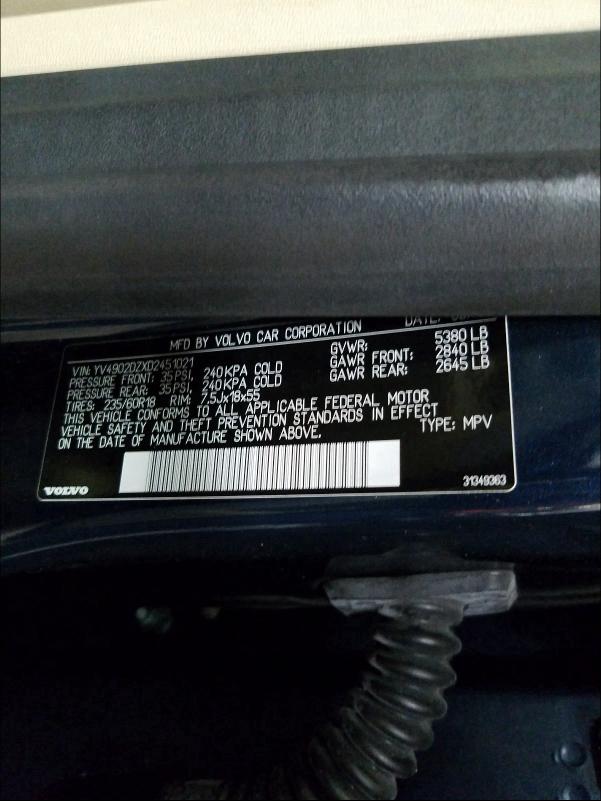 MFD BY VOLVO CAR CORPORATION
VIN: YV4902DZXD2451021
PRESSURE FRONT: 35 PSI, 240 KPA COLD
PRESSURE REAR: 35 PSI, 240 KPA COLD
TIRES: 235/60R18 RIM: 7,5Jx18x55
GVWR: 5380 LB
GAWR FRONT: 2840 LB
GAWR REAR: 2645 LB
THIS VEHICLE CONFORMS TO ALL APPLICABLE FEDERAL MOTOR
VEHICLE SAFETY AND THEFT PREVENTION STANDARDS IN EFFECT
ON THE DATE OF MANUFACTURE SHOWN ABOVE.
TYPE: MPV
VOLVO
31349363